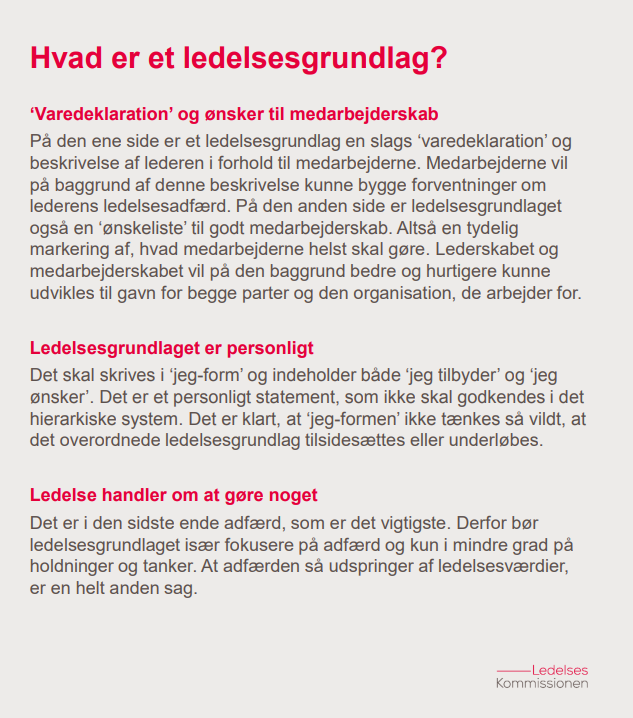 Hvad er et ledelsesgrundlag?
‘Varedeklaration’ og ønsker til medarbejderskab
På den ene side er et ledelsesgrundlag en slags ‘varedeklaration’ og
beskrivelse af lederen i forhold til medarbejderne. Medarbejderne vil
på baggrund af denne beskrivelse kunne bygge forventninger om
lederens ledelsesadfærd. På den anden side er ledelsesgrundlaget
også en ‘ønskeliste’ til godt medarbejderskab. Altså en tydelig
markering af, hvad medarbejderne helst skal gøre. Lederskabet og
medarbejderskabet vil på den baggrund bedre og hurtigere kunne
udvikles til gavn for begge parter og den organisation, de arbejder for.
Ledelsesgrundlaget er personligt
Det skal skrives i ‘jeg-form’ og indeholder både ‘jeg tilbyder’ og ‘jeg
ønsker’. Det er et personligt statement, som ikke skal godkendes i det
hierarkiske system. Det er klart, at ‘jeg-formen’ ikke tænkes så vildt, at
det overordnede ledelsesgrundlag tilsidesættes eller underløbes.
Ledelse handler om at gøre noget
Det er i den sidste ende adfærd, som er det vigtigste. Derfor bør
ledelsesgrundlaget især fokusere på adfærd og kun i mindre grad på
holdninger og tanker. At adfærden så udspringer af ledelsesværdier,
er en helt anden sag.
Ledelses
Kommissionen